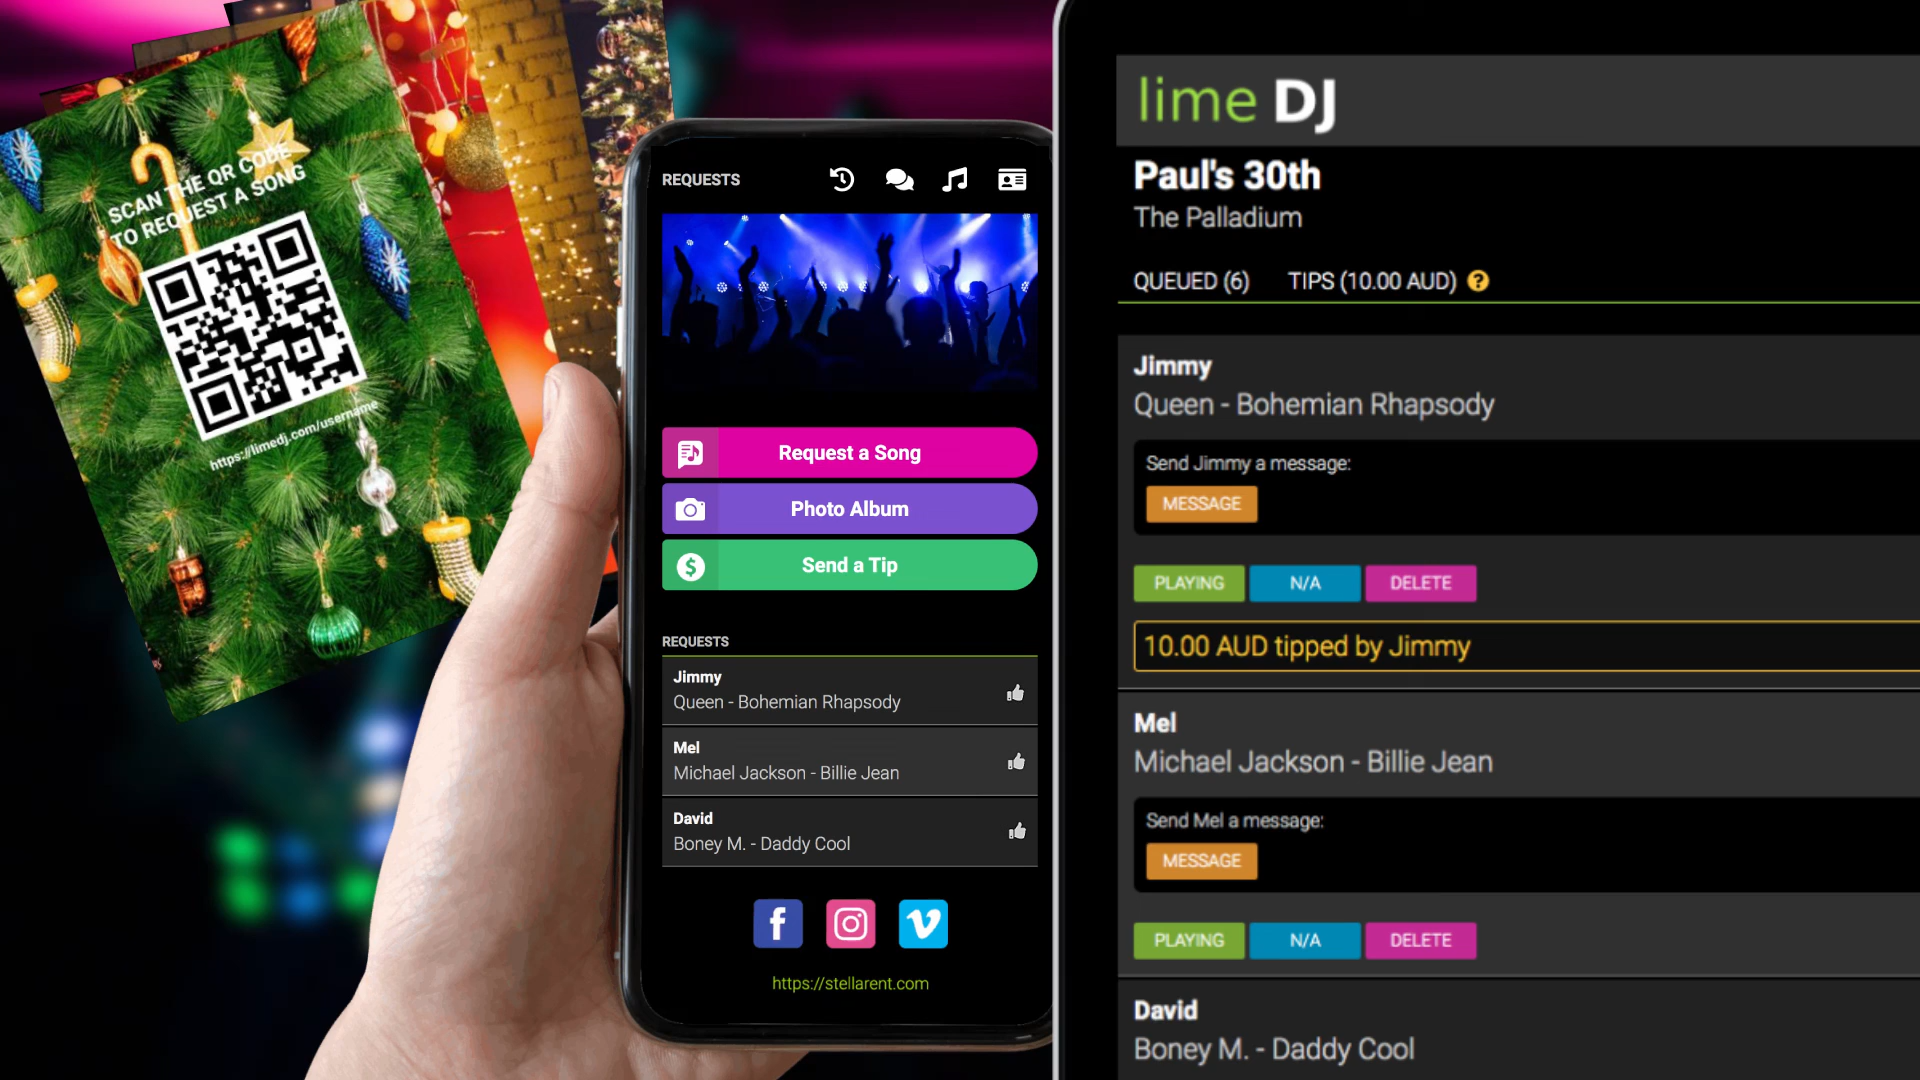 SCAN THE QR CODE
TO REQUEST A SONG
https://limedj.com/username
REQUESTS
Request a Song
Photo Album
Send a Tip
REQUESTS
Jimmy
Queen - Bohemian Rhapsody
Mel
Michael Jackson - Billie Jean
David
Boney M. - Daddy Cool
https://stellarent.com
lime DJ
Paul's 30th
The Palladium
QUEUED (6) TIPS (10.00 AUD) ?
Jimmy
Queen - Bohemian Rhapsody
Send Jimmy a message:
MESSAGE
PLAYING N/A DELETE
10.00 AUD tipped by Jimmy
Mel
Michael Jackson - Billie Jean
Send Mel a message:
MESSAGE
PLAYING N/A DELETE
David
Boney M. - Daddy Cool